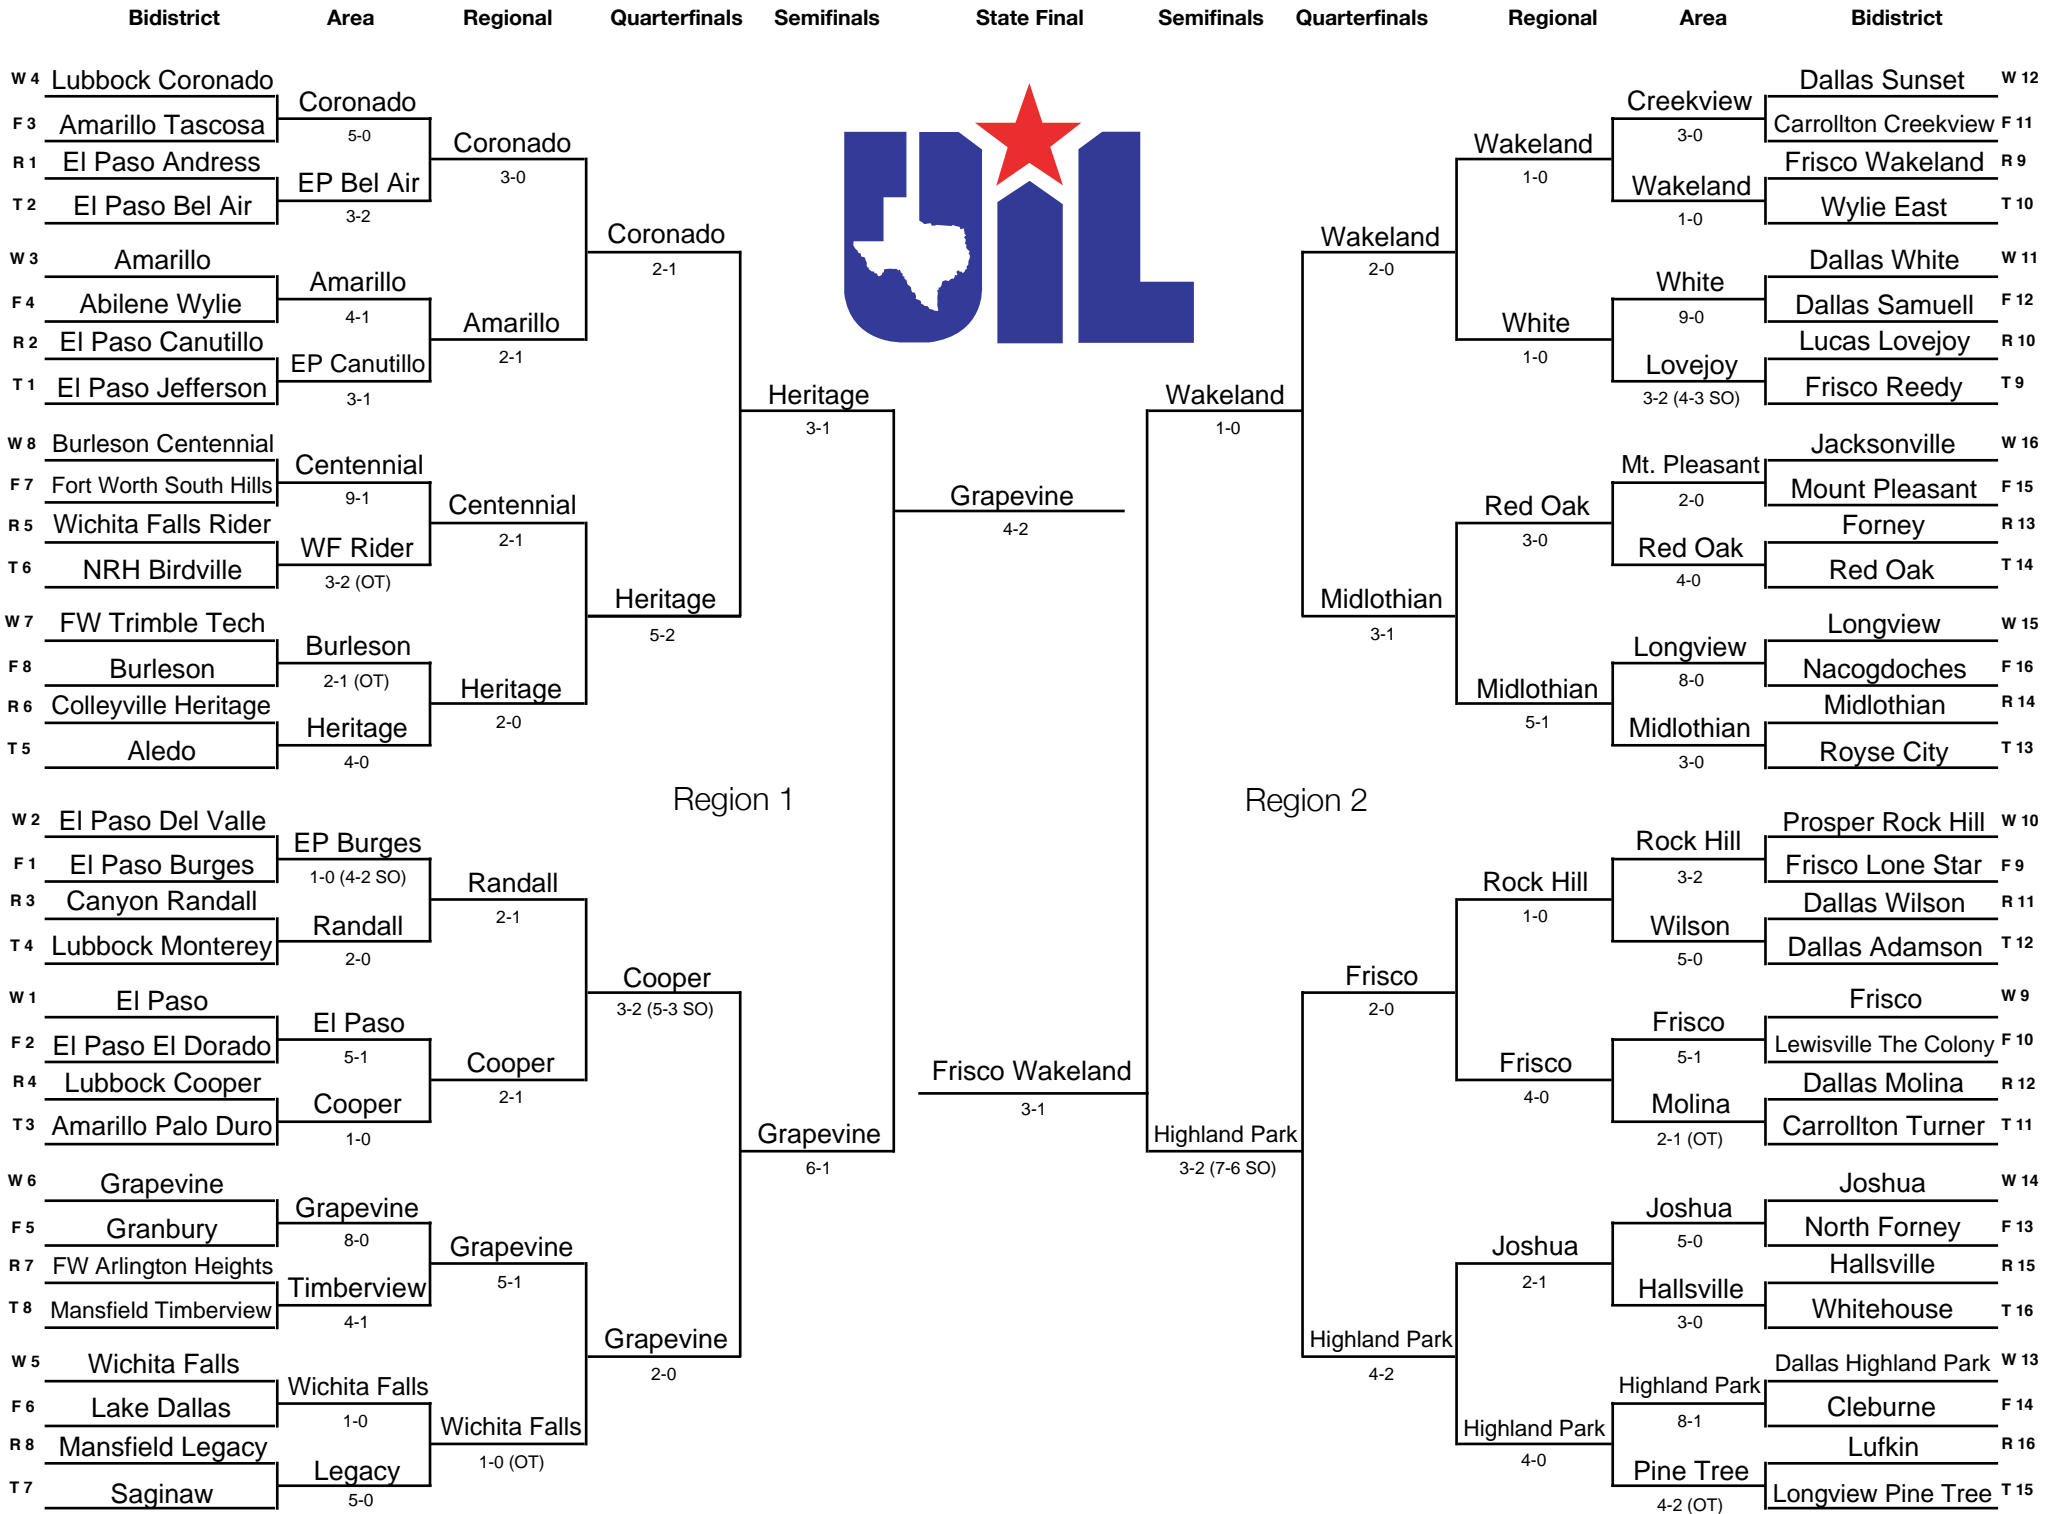 Bidistrict Area Regional Quarterfinals Semifinals State Final Semifinals Quarterfinals Regional Area Bidistrict
W 4 Lubbock Coronado
Coronado
F 3 Amarillo Tascosa
5-0
Coronado
R 1 El Paso Andress
3-0
EP Bel Air
T 2 El Paso Bel Air
3-2
Coronado
2-1
W 3 Amarillo
Amarillo
F 4 Abilene Wylie
4-1
Amarillo
R 2 El Paso Canutillo
2-1
EP Canutillo
T 1 El Paso Jefferson
3-1
Heritage
3-1
W 8 Burleson Centennial
Centennial
F 7 Fort Worth South Hills
9-1
Centennial
R 5 Wichita Falls Rider
2-1
WF Rider
T 6 NRH Birdville
3-2 (OT)
Heritage
5-2
W 7 FW Trimble Tech
Burleson
F 8 Burleson
2-1 (OT)
Heritage
R 6 Colleyville Heritage
2-0
Heritage
T 5 Aledo
4-0
Region 1
W 2 El Paso Del Valle
EP Burges
F 1 El Paso Burges
1-0 (4-2 SO)
Randall
R 3 Canyon Randall
2-1
Randall
T 4 Lubbock Monterey
2-0
Cooper
3-2 (5-3 SO)
W 1 El Paso
El Paso
F 2 El Paso El Dorado
5-1
Cooper
R 4 Lubbock Cooper
2-1
Cooper
T 3 Amarillo Palo Duro
1-0
Grapevine
6-1
W 6 Grapevine
Grapevine
F 5 Granbury
8-0
Grapevine
R 7 FW Arlington Heights
5-1
Timberview
T 8 Mansfield Timberview
4-1
Grapevine
2-0
W 5 Wichita Falls
Wichita Falls
F 6 Lake Dallas
1-0
Wichita Falls
R 8 Mansfield Legacy
1-0 (OT)
Legacy
T 7 Saginaw
5-0
UIL
Grapevine
4-2
Frisco Wakeland
3-1
Dallas Sunset W 12
Creekview
Carrollton Creekview F 11
3-0
Wakeland
Frisco Wakeland R 9
1-0
Wakeland
Wylie East T 10
1-0
Wakeland
2-0
Dallas White W 11
White
Dallas Samuell F 12
9-0
White
Lucas Lovejoy R 10
1-0
Lovejoy
Frisco Reedy T 9
3-2 (4-3 SO)
Wakeland
1-0
Jacksonville W 16
Mt. Pleasant
Mount Pleasant F 15
2-0
Red Oak
Forney R 13
3-0
Red Oak
Red Oak T 14
4-0
Midlothian
3-1
Longview W 15
Longview
Nacogdoches F 16
8-0
Midlothian
Midlothian R 14
5-1
Midlothian
Royse City T 13
3-0
Region 2
Prosper Rock Hill W 10
Rock Hill
Frisco Lone Star F 9
3-2
Rock Hill
Dallas Wilson R 11
1-0
Wilson
Dallas Adamson T 12
5-0
Frisco
2-0
Frisco W 9
Frisco
Lewisville The Colony F 10
5-1
Frisco
Dallas Molina R 12
4-0
Molina
Carrollton Turner T 11
2-1 (OT)
Highland Park
3-2 (7-6 SO)
Joshua W 14
Joshua
North Forney F 13
5-0
Joshua
Hallsville R 15
2-1
Hallsville
Whitehouse T 16
3-0
Highland Park
4-2
Dallas Highland Park W 13
Highland Park
Cleburne F 14
8-1
Highland Park
Lufkin R 16
4-0
Pine Tree
Longview Pine Tree T 15
4-2 (OT)